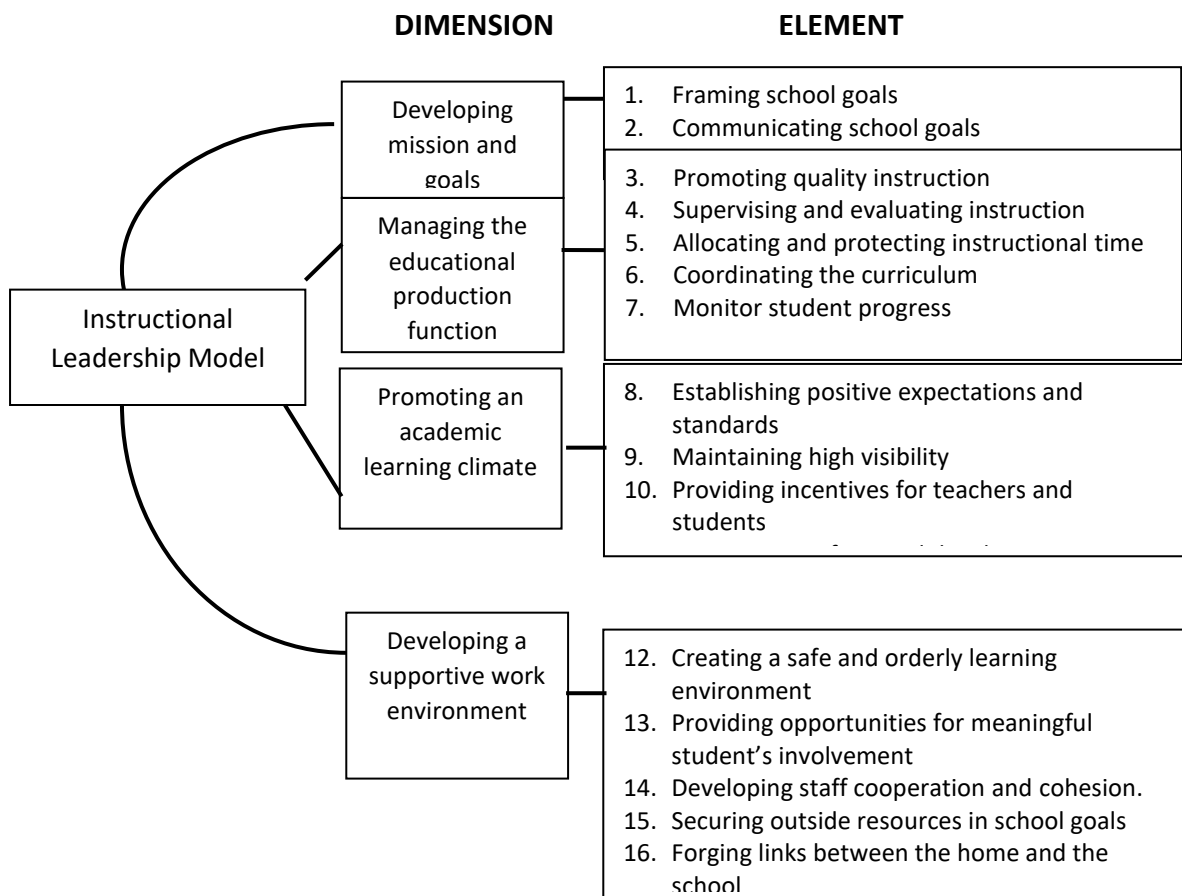 DIMENSION
ELEMENT
Instructional
Leadership Model
Developing
mission and
goals
1. Framing school goals
2. Communicating school goals
Managing the
educational
production
function
3. Promoting quality instruction
4. Supervising and evaluating instruction
5. Allocating and protecting instructional time
6. Coordinating the curriculum
7. Monitor student progress
Promoting an
academic
learning climate
8. Establishing positive expectations and
standards
9. Maintaining high visibility
10. Providing incentives for teachers and
students
Developing a
supportive work
environment
12. Creating a safe and orderly learning
environment
13. Providing opportunities for meaningful
student’s involvement
14. Developing staff cooperation and cohesion.
15. Securing outside resources in school goals
16. Forging links between the home and the
school